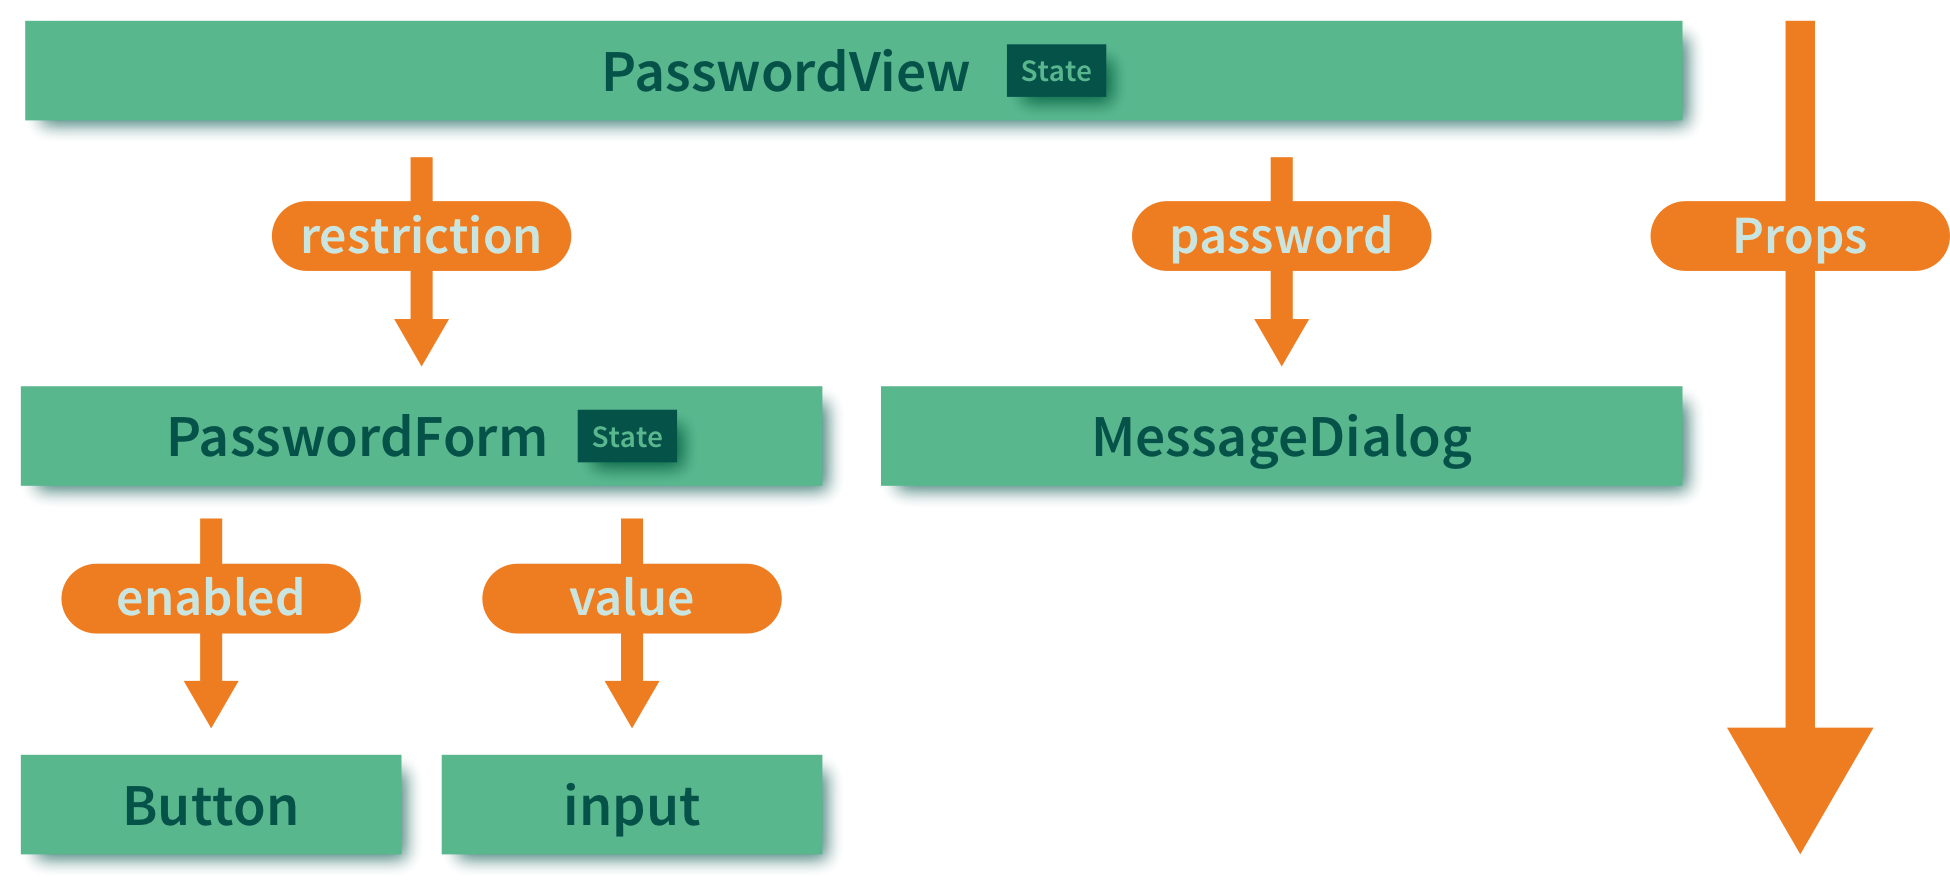 PasswordView State
restriction
password
Props
PasswordForm State
MessageDialog
enabled
value
Button
input